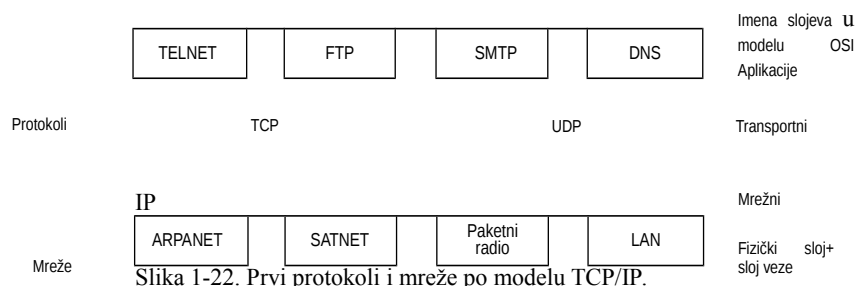 Imena slojeva u
modelu OSI
Aplikacije
TELNET FTP SMTP DNS
Protokoli TCP UDP Transportni
IP Mrežni
ARPANET SATNET Paketni radio LAN
Fizički sloj+
sloj veze
Mreže
Slika 1-22. Prvi protokoli i mreže po modelu TCP/IP.